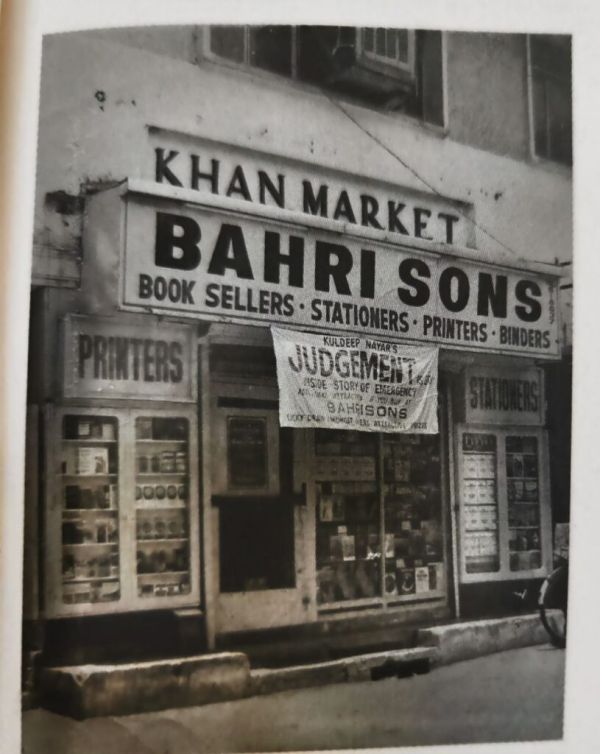 KHAN MARKET
BAHRI SONS
BOOK SELLERS · STATIONERS · PRINTERS · BINDERS
PRINTERS
KULDEEP NAYAR'S
JUDGEMENT
INSIDE STORY OF EMERGENCY
BAHRISONS
STATIONERS